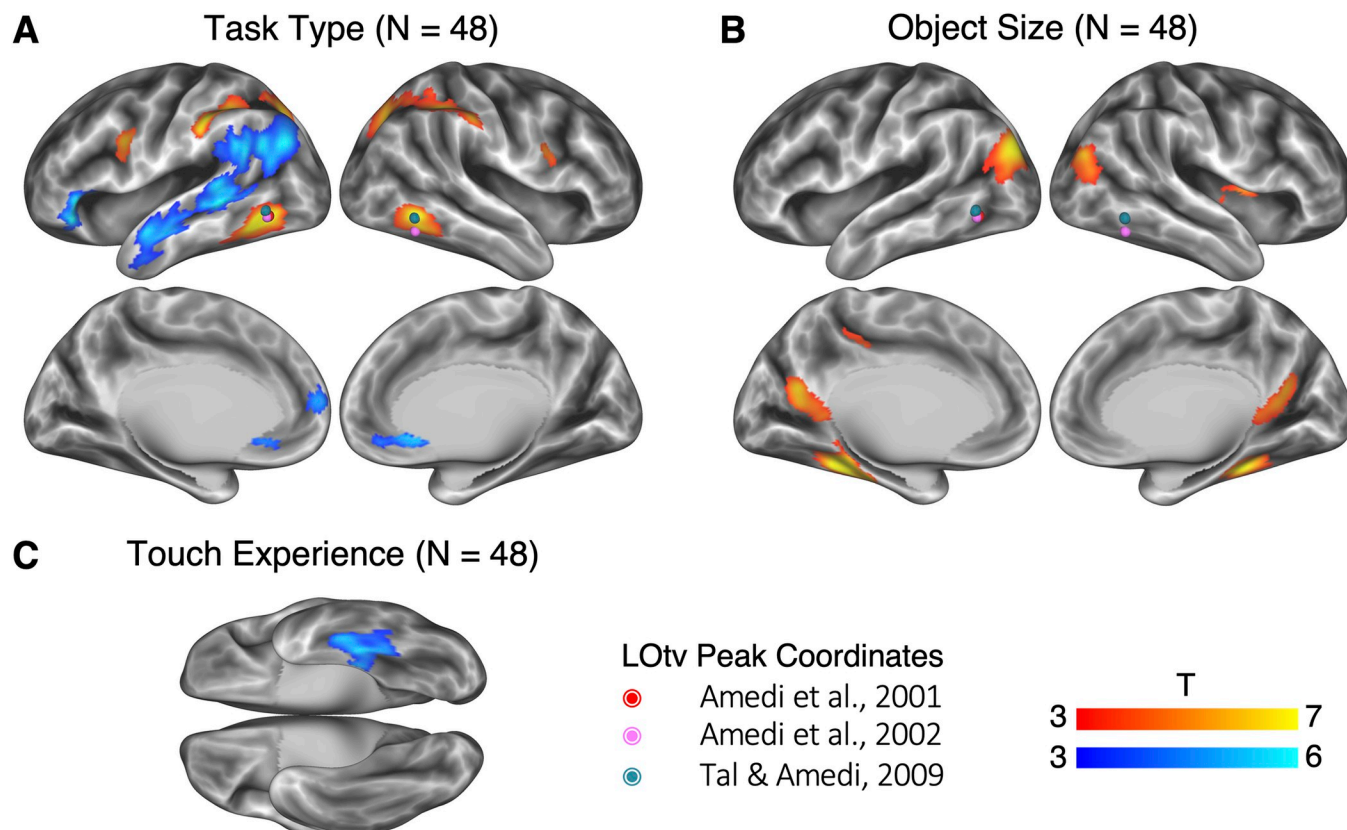 A Task Type (N = 48)
B Object Size (N = 48)
C Touch Experience (N = 48)
LOtv Peak Coordinates
Amedi et al., 2001
Amedi et al., 2002
Tal & Amedi, 2009
T
3 7
3 6